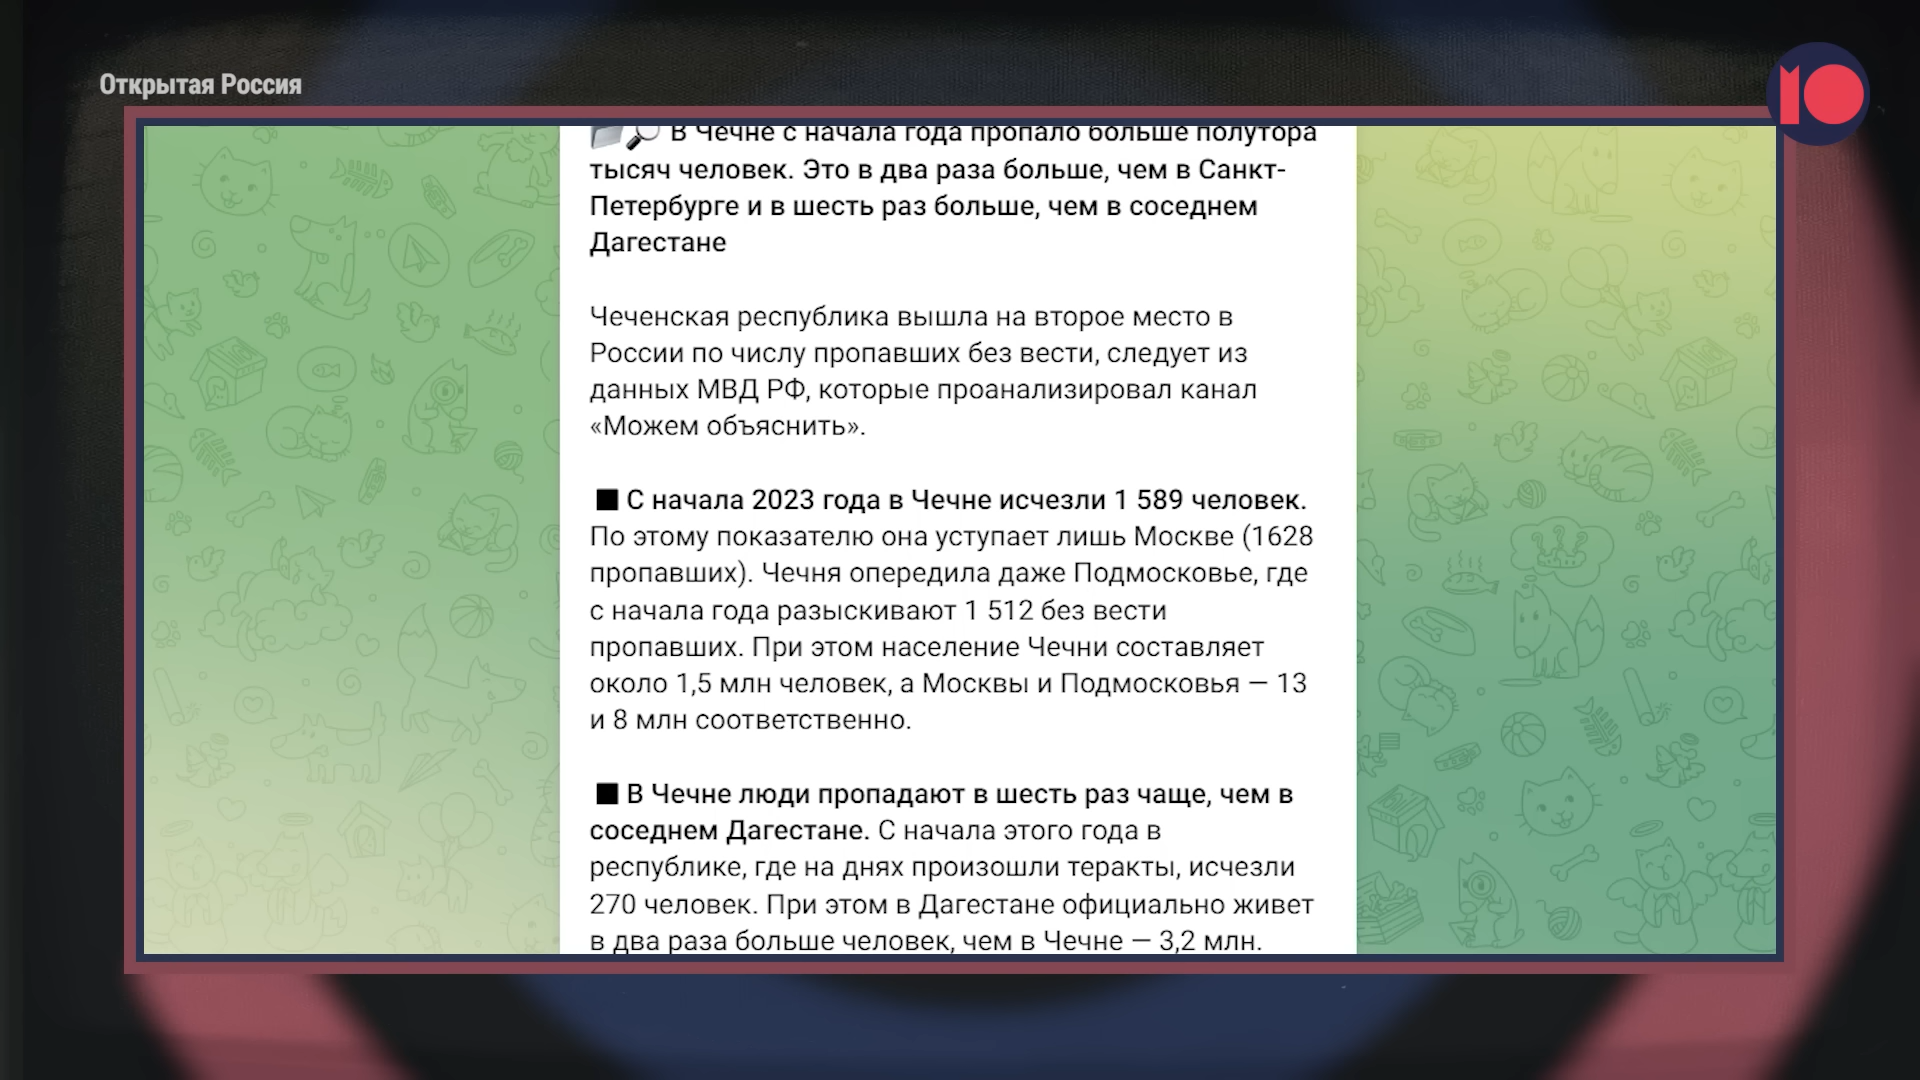 Открытая Россия
В Чечне с начала года пропало больше полутора
тысяч человек. Это в два раза больше, чем в Санкт-
Петербурге и в шесть раз больше, чем в соседнем
Дагестане
Чеченская республика вышла на второе место в
России по числу пропавших без вести, следует из
данных МВД РФ, которые проанализировал канал
«Можем объяснить».
С начала 2023 года в Чечне исчезли 1 589 человек.
По этому показателю она уступает лишь Москве (1628
пропавших). Чечня опередила даже Подмосковье, где
с начала года разыскивают 1 512 без вести
пропавших. При этом население Чечни составляет
около 1,5 млн человек, а Москвы и Подмосковья — 13
и 8 млн соответственно.
В Чечне люди пропадают в шесть раз чаще, чем в
соседнем Дагестане. С начала этого года в
республике, где на днях произошли теракты, исчезли
270 человек. При этом в Дагестане официально живет
в два раза больше человек, чем в Чечне — 3,2 млн.